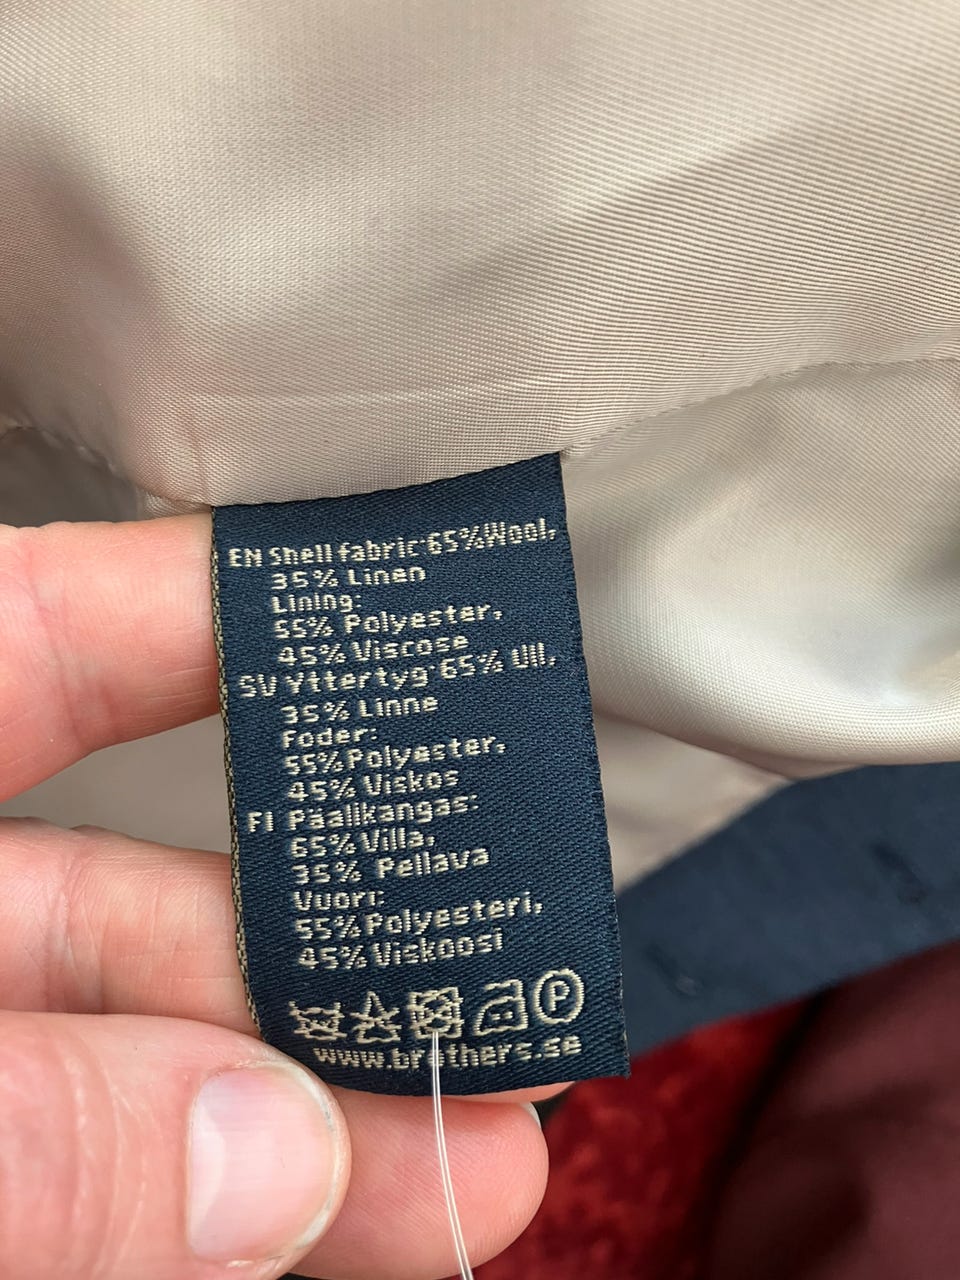 EN Shell fabric: 65% Wool,
35% Linen
Lining:
55% Polyester,
45% Viscose
SV Yttertyg: 65% Ull,
35% Linne
Foder:
55% Polyester,
45% Viskos
FI Päällikangas:
65% Villa,
35% Pellava
Vuori:
55% Polyesteri,
45% Viskoosi
P
www.brothers.se